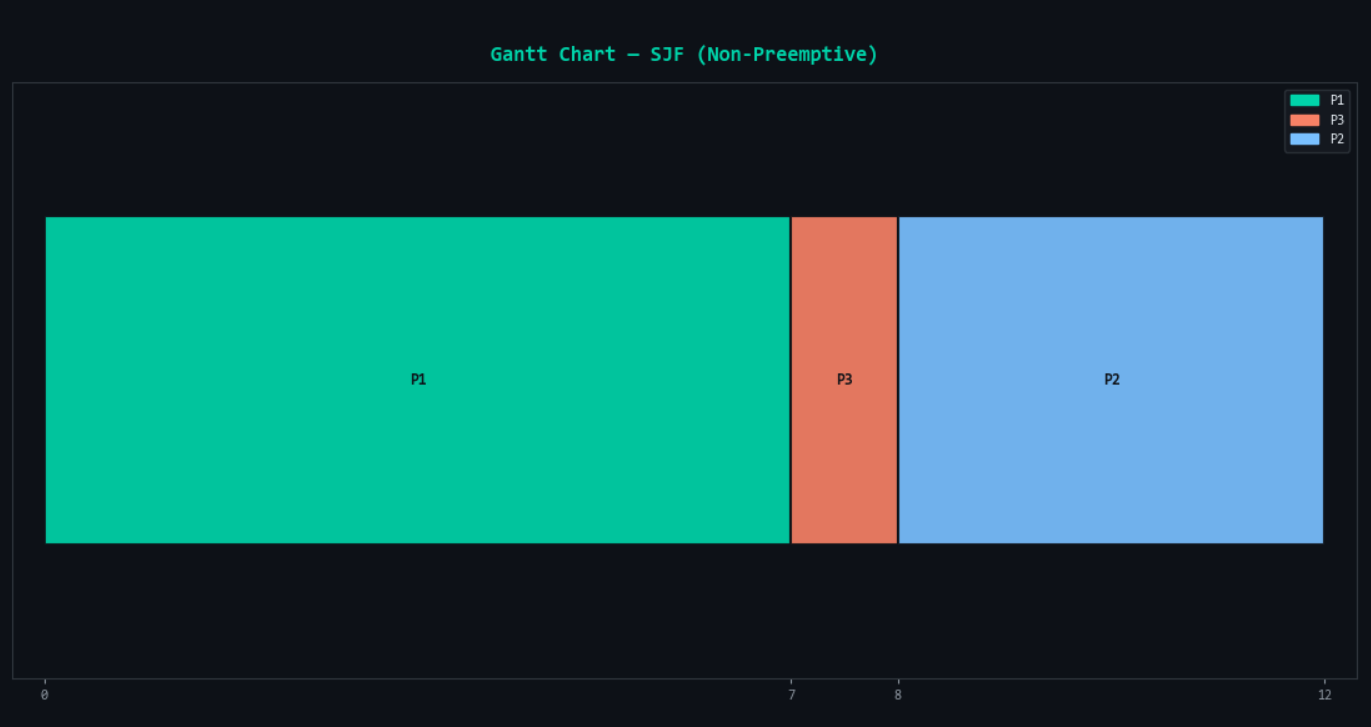 Gantt Chart — SJF (Non-Preemptive)
P1
P3
P2
P1 P3 P2
0 7 8 12